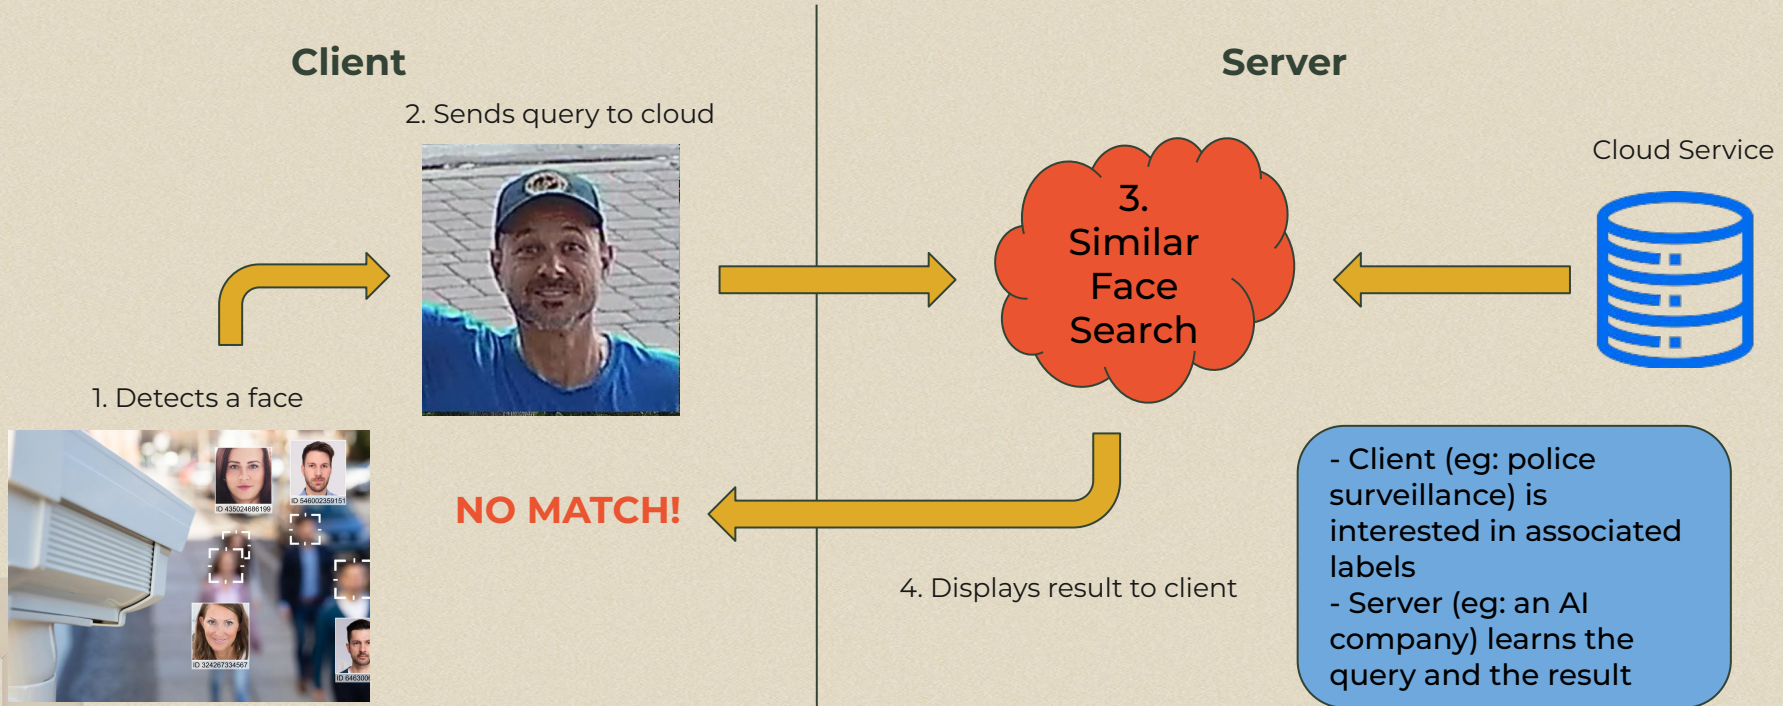 Client
Server
2. Sends query to cloud
Cloud Service
3.
Similar
Face
Search
1. Detects a face
ID 435024686199
ID 546002359151
ID 324267334567
NO MATCH!
4. Displays result to client
- Client (eg: police
surveillance) is
interested in associated
labels
- Server (eg: an AI
company) learns the
query and the result